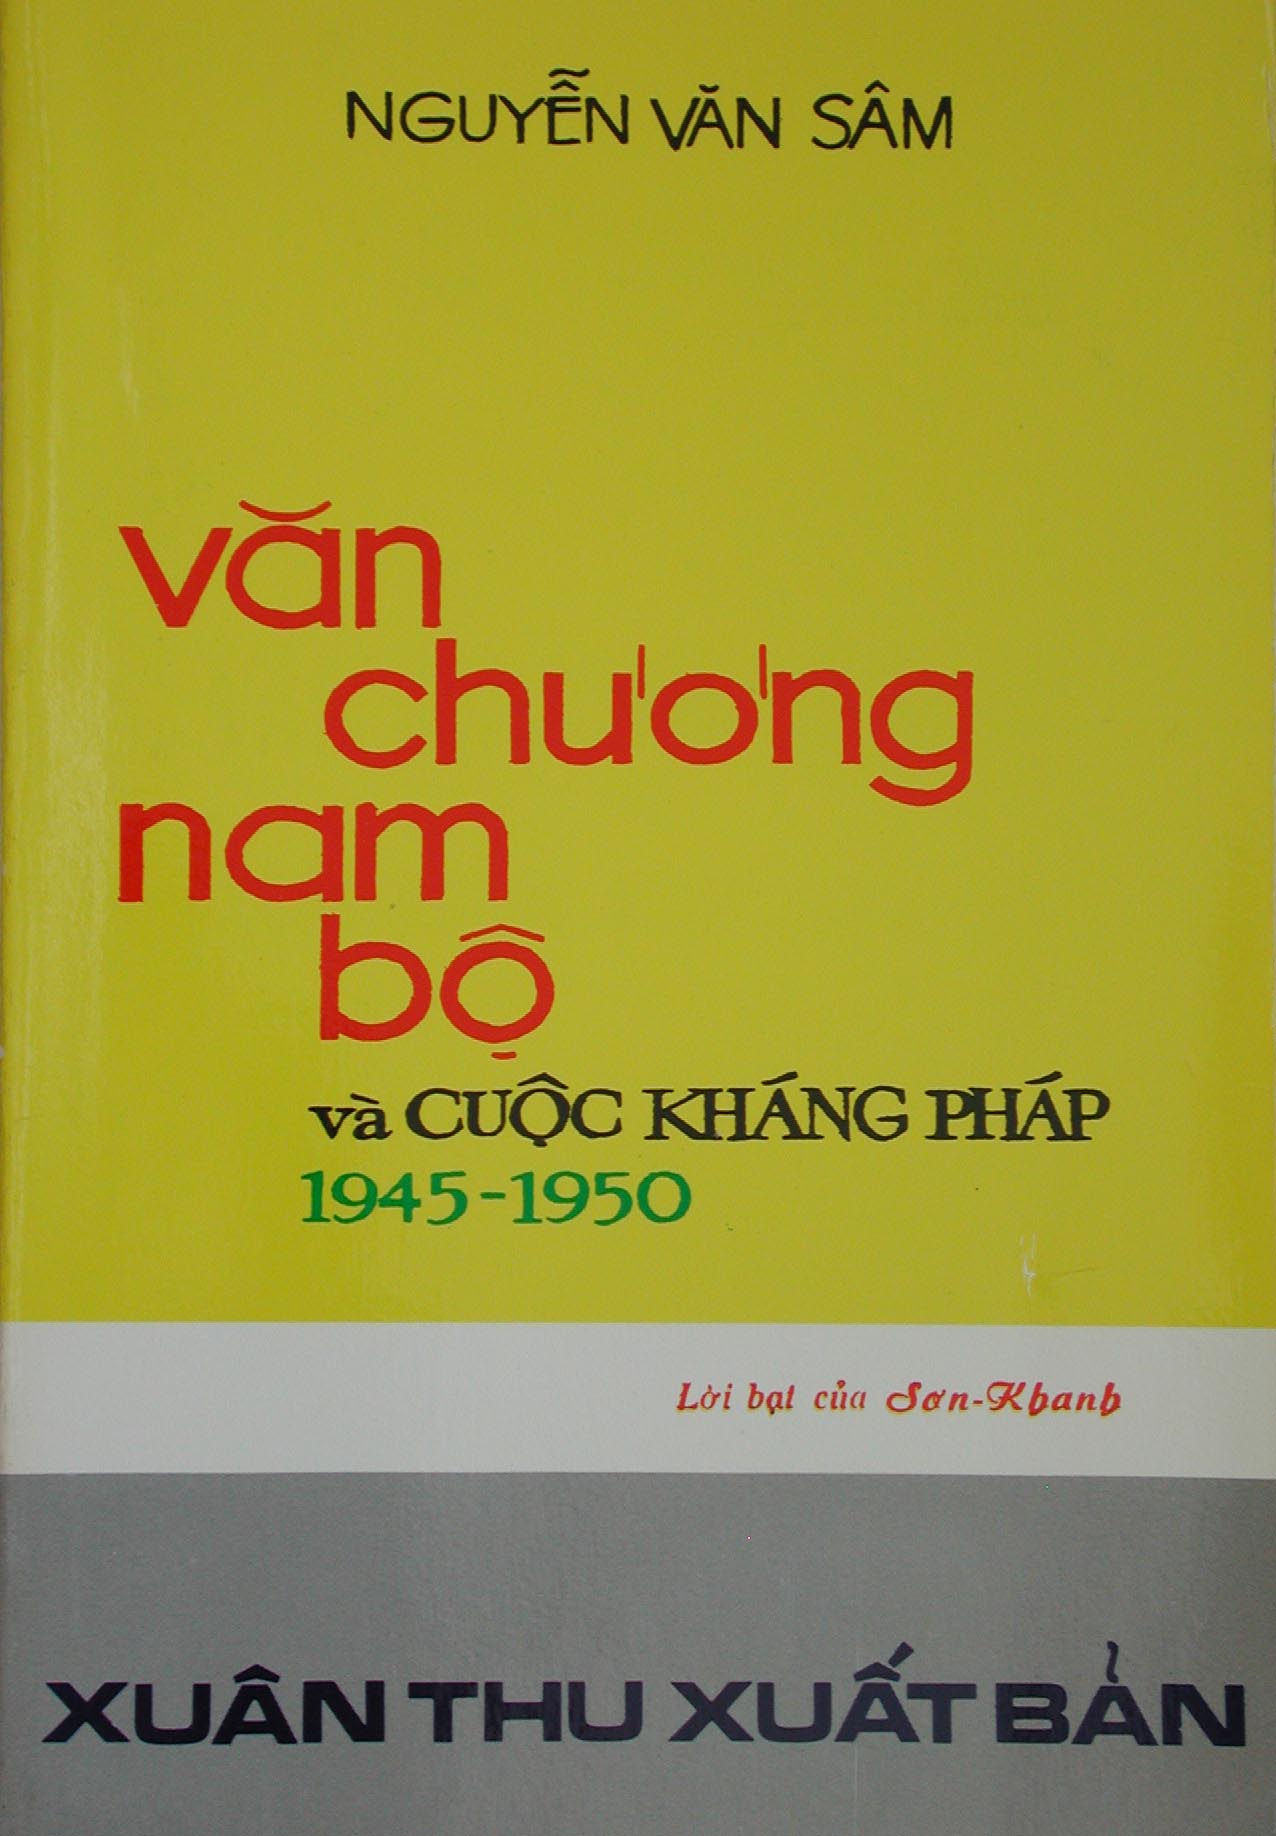 NGUYỄN VĂN SÂM
văn
chương
nam
bộ
và CUỘC KHÁNG PHÁP
1945-1950
Lời bạt của Sơn-Khanh
XUÂN THU XUẤT BẢN